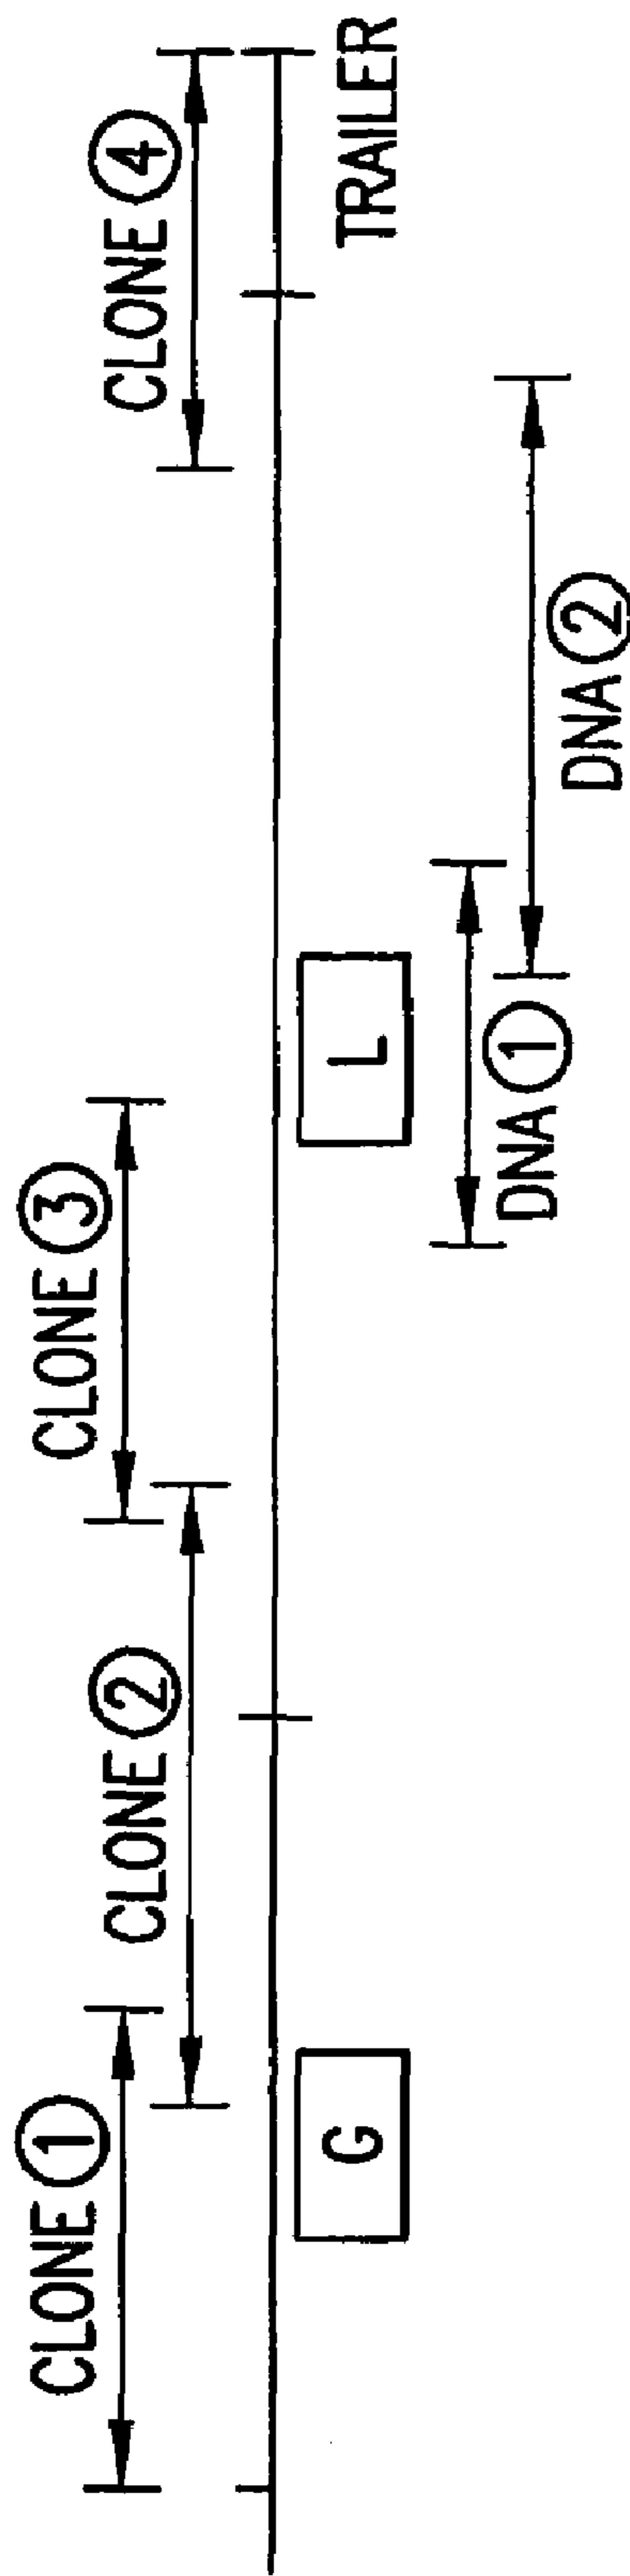 CLONE ①
CLONE ②
CLONE ③
CLONE ④
G
L
TRAILER
DNA ①
DNA ②